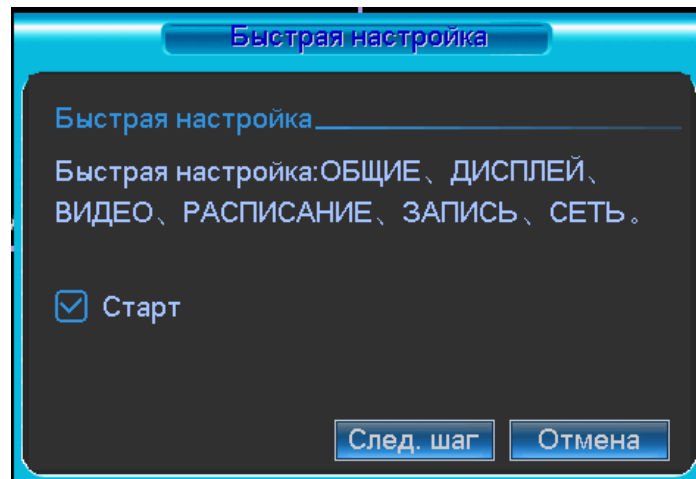 Быстрая настройка
Быстрая настройка
Быстрая настройка:ОБЩИЕ、ДИСПЛЕЙ、
ВИДЕО、РАСПИСАНИЕ、ЗАПИСЬ、СЕТЬ。
Старт
След. шаг Отмена